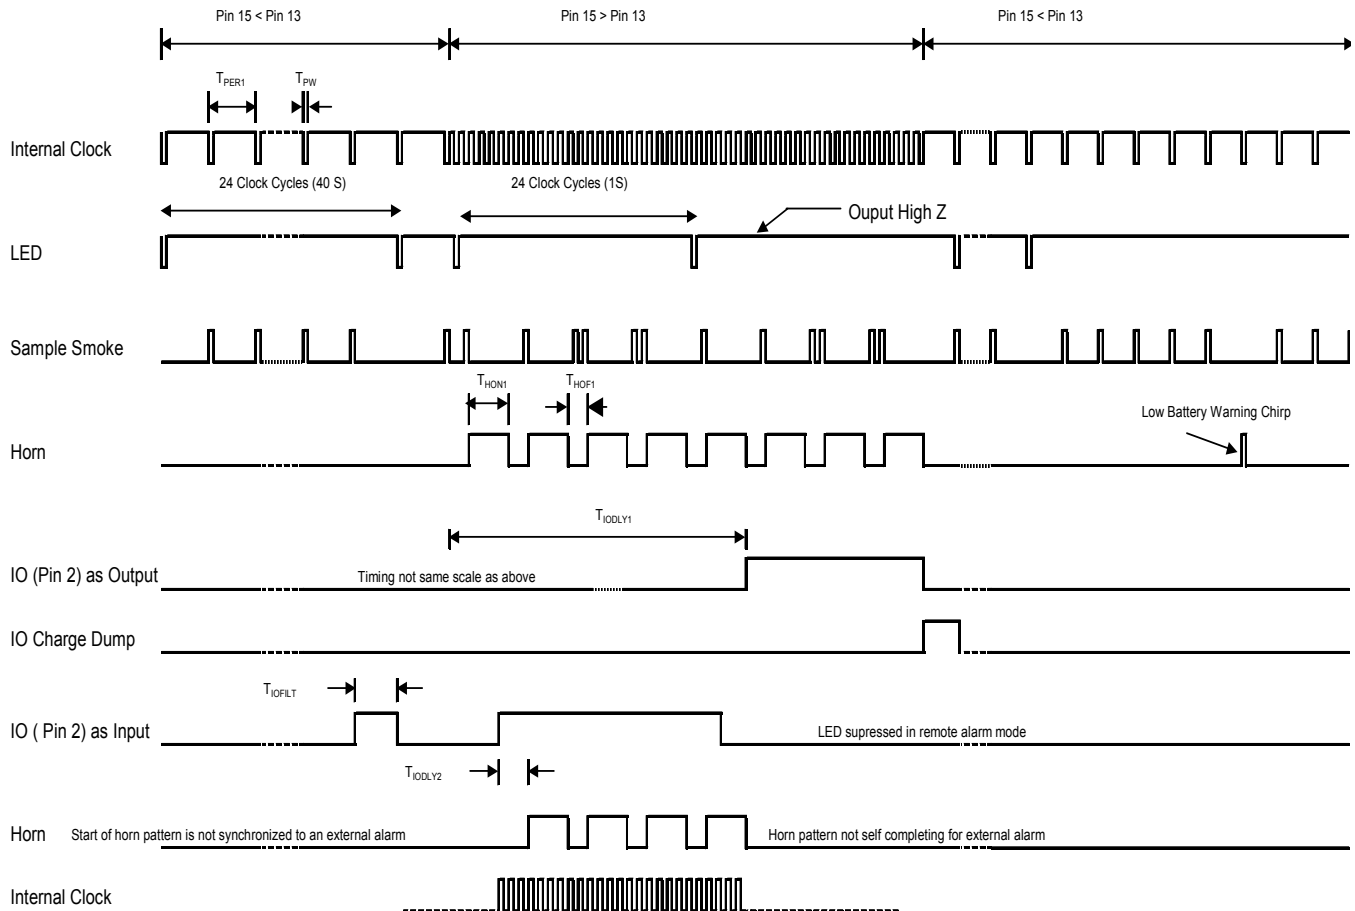 Pin 15 < Pin 13 Pin 15 > Pin 13 Pin 15 < Pin 13
TPER1 TPW
Internal Clock
24 Clock Cycles (40 S) 24 Clock Cycles (1S)
Ouput High Z
LED
Sample Smoke
THON1 THOF1
Low Battery Warning Chirp
Horn
TIODLY1
IO (Pin 2) as Output Timing not same scale as above
IO Charge Dump
TIOFILT
IO ( Pin 2) as Input LED supressed in remote alarm mode
TIODLY2
Horn Start of horn pattern is not synchronized to an external alarm Horn pattern not self completing for external alarm
Internal Clock